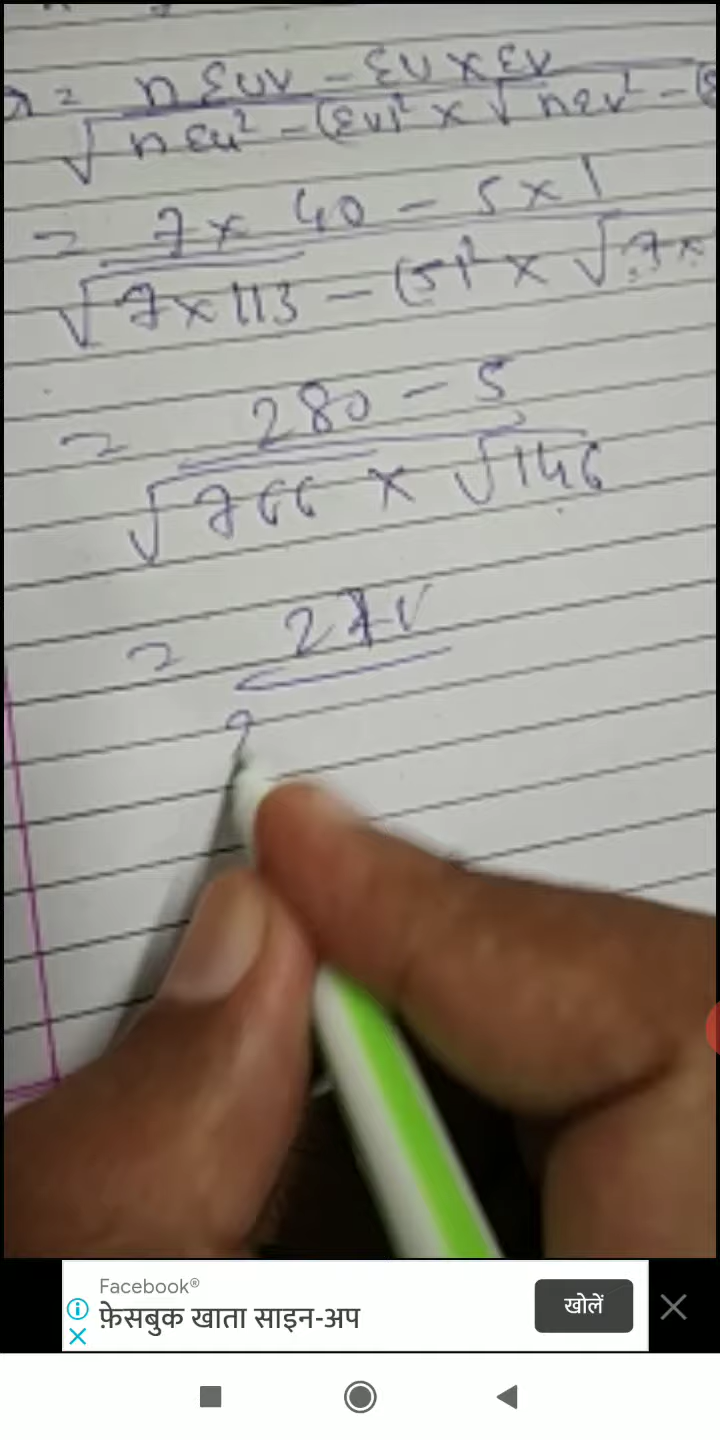 r = nΣuv - Σu x Σv
√nΣu² - (Σu)² x √nΣv² - (Σ
= 7 x 40 - 5 x 1
√7 x 113 - (5)² x √7 x
= 280 - 5
√766 x √146
= 275
Facebook®
फ़ेसबुक खाता साइन-अप
खोलें